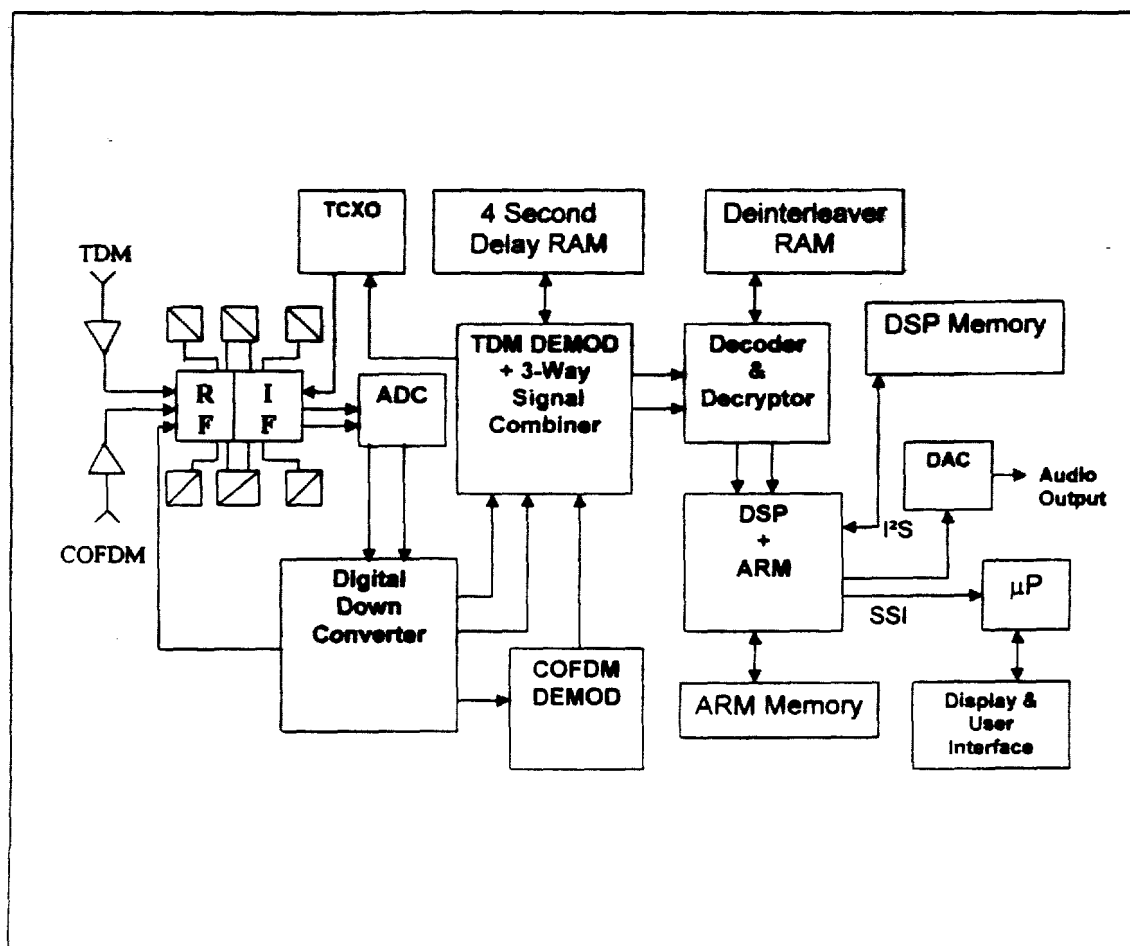 TCXO
4 Second
Delay RAM
Deinterleaver
RAM
TDM
DSP Memory
TDM DEMOD
+ 3-Way
Signal
Combiner
Decoder
&
Decryptor
R
F
I
F
ADC
DAC
Audio
Output
COFDM
DSP
+
ARM
I²S
Digital
Down
Converter
SSI
µP
COFDM
DEMOD
ARM Memory
Display &
User
Interface